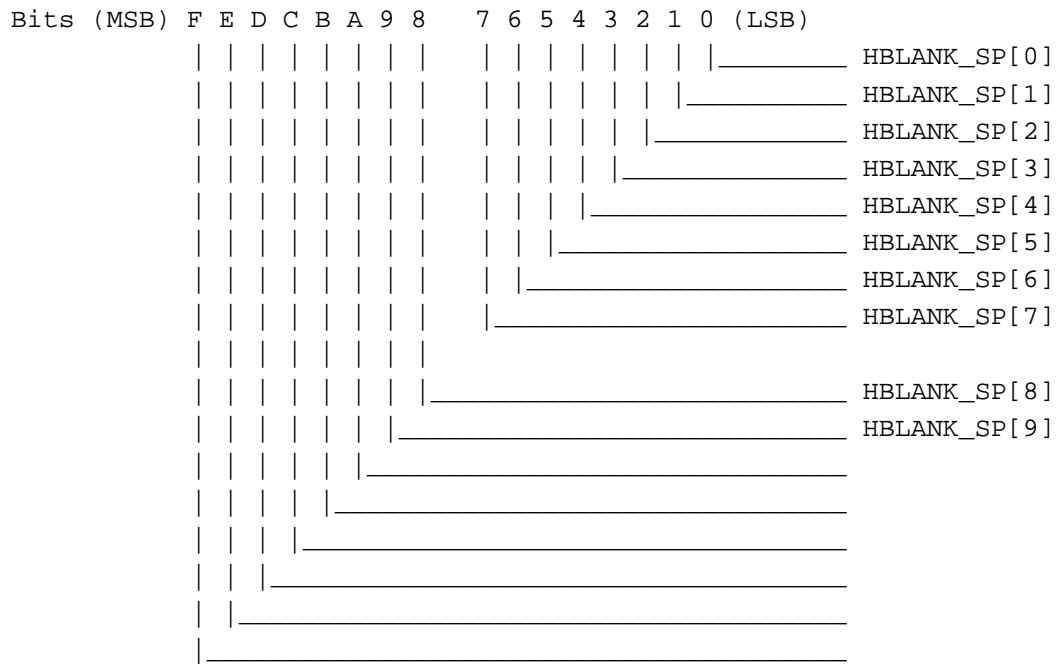 Bits (MSB) F E D C B A 9 8 7 6 5 4 3 2 1 0 (LSB)
HBLANK_SP[0]
HBLANK_SP[1]
HBLANK_SP[2]
HBLANK_SP[3]
HBLANK_SP[4]
HBLANK_SP[5]
HBLANK_SP[6]
HBLANK_SP[7]
HBLANK_SP[8]
HBLANK_SP[9]